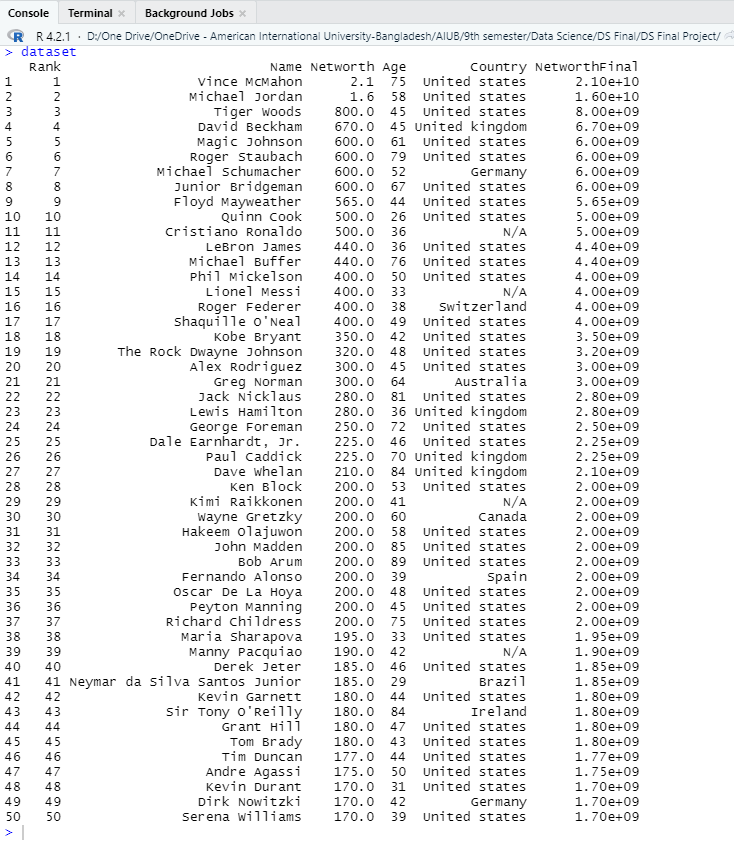 Console Terminal × Background Jobs ×
R 4.2.1 · D:/One Drive/OneDrive - American International University-Bangladesh/AIUB/9th semester/Data Science/DS Final/DS Final Project/
> dataset
Rank Name Networth Age Country NetworthFinal
1 1 Vince McMahon 2.1 75 United states 2.10e+10
2 2 Michael Jordan 1.6 58 United states 1.60e+10
3 3 Tiger Woods 800.0 45 United states 8.00e+09
4 4 David Beckham 670.0 45 United kingdom 6.70e+09
5 5 Magic Johnson 600.0 61 United states 6.00e+09
6 6 Roger Staubach 600.0 79 United states 6.00e+09
7 7 Michael Schumacher 600.0 52 Germany 6.00e+09
8 8 Junior Bridgeman 600.0 67 United states 6.00e+09
9 9 Floyd Mayweather 565.0 44 United states 5.65e+09
10 10 Quinn Cook 500.0 26 United states 5.00e+09
11 11 Cristiano Ronaldo 500.0 36 N/A 5.00e+09
12 12 LeBron James 440.0 36 United states 4.40e+09
13 13 Michael Buffer 440.0 76 United states 4.40e+09
14 14 Phil Mickelson 400.0 50 United states 4.00e+09
15 15 Lionel Messi 400.0 33 N/A 4.00e+09
16 16 Roger Federer 400.0 38 Switzerland 4.00e+09
17 17 Shaquille O'Neal 400.0 49 United states 4.00e+09
18 18 Kobe Bryant 350.0 42 United states 3.50e+09
19 19 The Rock Dwayne Johnson 320.0 48 United states 3.20e+09
20 20 Alex Rodriguez 300.0 45 United states 3.00e+09
21 21 Greg Norman 300.0 64 Australia 3.00e+09
22 22 Jack Nicklaus 280.0 81 United states 2.80e+09
23 23 Lewis Hamilton 280.0 36 United kingdom 2.80e+09
24 24 George Foreman 250.0 72 United states 2.50e+09
25 25 Dale Earnhardt, Jr. 225.0 46 United states 2.25e+09
26 26 Paul Caddick 225.0 70 United kingdom 2.25e+09
27 27 Dave Whelan 210.0 84 United kingdom 2.10e+09
28 28 Ken Block 200.0 53 United states 2.00e+09
29 29 Kimi Raikkonen 200.0 41 N/A 2.00e+09
30 30 Wayne Gretzky 200.0 60 Canada 2.00e+09
31 31 Hakeem Olajuwon 200.0 58 United states 2.00e+09
32 32 John Madden 200.0 85 United states 2.00e+09
33 33 Bob Arum 200.0 89 United states 2.00e+09
34 34 Fernando Alonso 200.0 39 Spain 2.00e+09
35 35 Oscar De La Hoya 200.0 48 United states 2.00e+09
36 36 Peyton Manning 200.0 45 United states 2.00e+09
37 37 Richard Childress 200.0 75 United states 2.00e+09
38 38 Maria Sharapova 195.0 33 United states 1.95e+09
39 39 Manny Pacquiao 190.0 42 N/A 1.90e+09
40 40 Derek Jeter 185.0 46 United states 1.85e+09
41 41 Neymar da Silva Santos Junior 185.0 29 Brazil 1.85e+09
42 42 Kevin Garnett 180.0 44 United states 1.80e+09
43 43 Sir Tony O'Reilly 180.0 84 Ireland 1.80e+09
44 44 Grant Hill 180.0 47 United states 1.80e+09
45 45 Tom Brady 180.0 43 United states 1.80e+09
46 46 Tim Duncan 177.0 44 United states 1.77e+09
47 47 Andre Agassi 175.0 50 United states 1.75e+09
48 48 Kevin Durant 170.0 31 United states 1.70e+09
49 49 Dirk Nowitzki 170.0 42 Germany 1.70e+09
50 50 Serena Williams 170.0 39 United states 1.70e+09
>